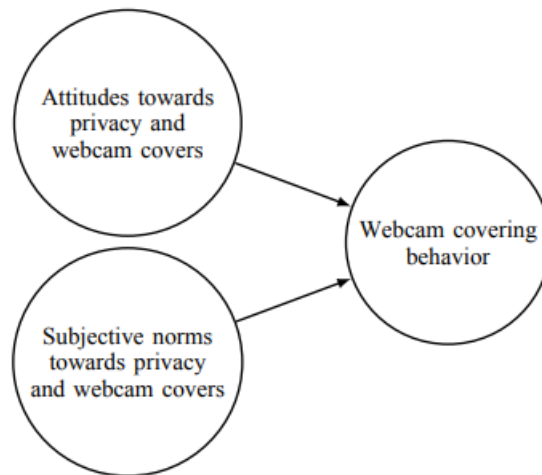 Attitudes towards
privacy and
webcam covers
Webcam covering
behavior
Subjective norms
towards privacy
and webcam covers